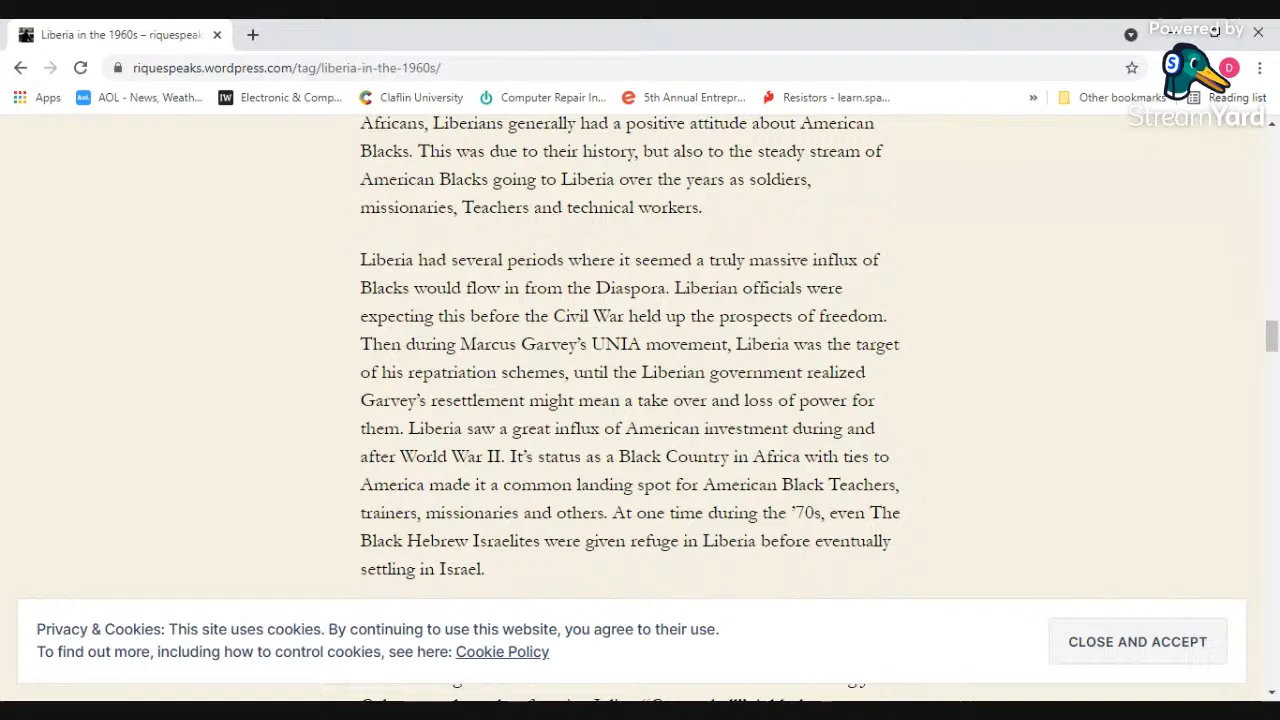 Liberia in the 1960s – riquespeak
Powered by
riquespeaks.wordpress.com/tag/liberia-in-the-1960s/
D
Apps
AOL - News, Weath...
Electronic & Comp...
Claflin University
Computer Repair In...
5th Annual Entrepr...
Resistors - learn.spa...
»
Other bookmarks
Reading list
StreamYard
Africans, Liberians generally had a positive attitude about American
Blacks. This was due to their history, but also to the steady stream of
American Blacks going to Liberia over the years as soldiers,
missionaries, Teachers and technical workers.
Liberia had several periods where it seemed a truly massive influx of
Blacks would flow in from the Diaspora. Liberian officials were
expecting this before the Civil War held up the prospects of freedom.
Then during Marcus Garvey's UNIA movement, Liberia was the target
of his repatriation schemes, until the Liberian government realized
Garvey's resettlement might mean a take over and loss of power for
them. Liberia saw a great influx of American investment during and
after World War II. It's status as a Black Country in Africa with ties to
America made it a common landing spot for American Black Teachers,
trainers, missionaries and others. At one time during the '70s, even The
Black Hebrew Israelites were given refuge in Liberia before eventually
settling in Israel.
Privacy & Cookies: This site uses cookies. By continuing to use this website, you agree to their use.
To find out more, including how to control cookies, see here: Cookie Policy
CLOSE AND ACCEPT